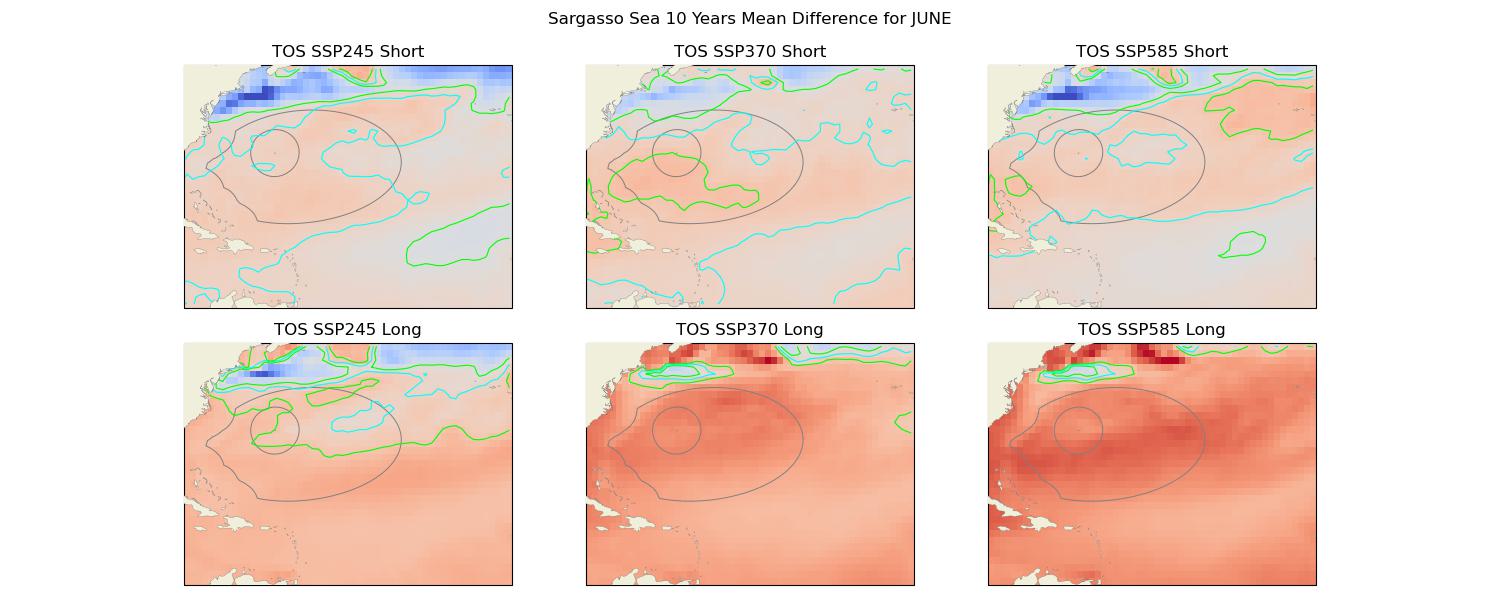 Sargasso Sea 10 Years Mean Difference for JUNE
TOS SSP245 Short
TOS SSP370 Short
TOS SSP585 Short
TOS SSP245 Long
TOS SSP370 Long
TOS SSP585 Long